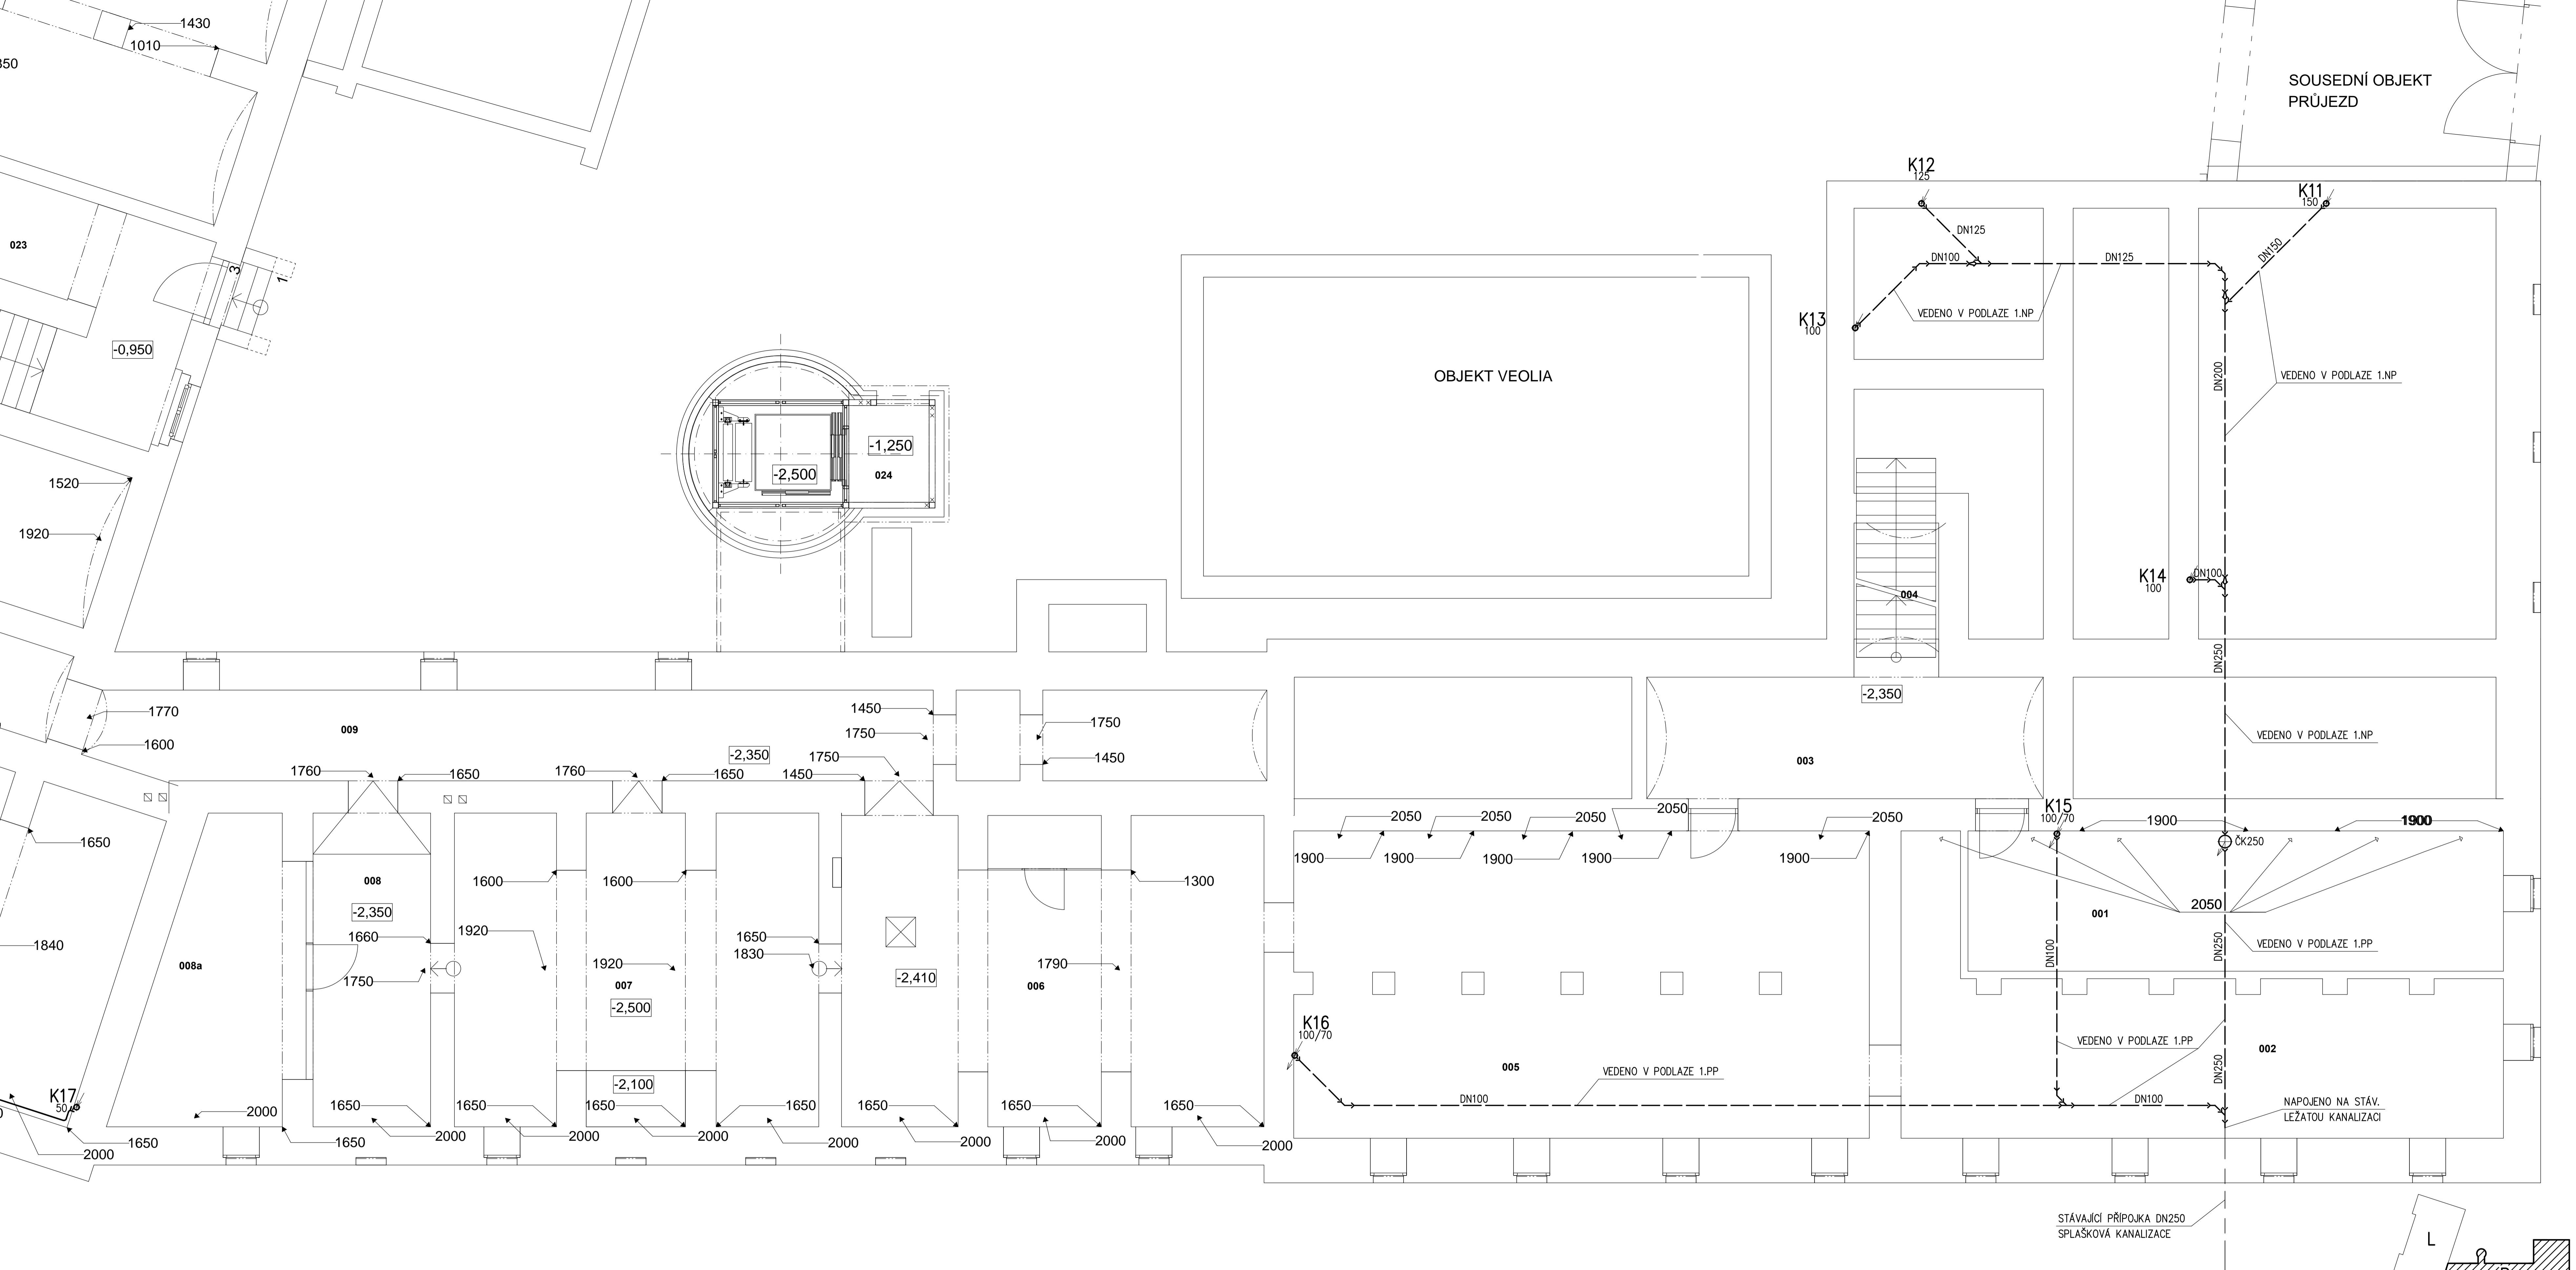 1430
1010
350
SOUSEDNÍ OBJEKT
PRŮJEZD
K12
125
K11
150
DN125
DN150
DN100
DN125
023
3
1
-0,950
K13
100
VEDENO V PODLAZE 1.NP
DN200
VEDENO V PODLAZE 1.NP
OBJEKT VEOLIA
-1,250
-2,500
024
1520
1920
K14
100
DN100
004
DN250
-2,350
1770
1600
009
1450
1750
1750
1450
VEDENO V PODLAZE 1.NP
-2,350
1750
003
1760
1650
1760
1650
1450
K15
100/70
2050
2050
2050
2050
2050
1900
1900
ČK250
1650
1900
1900
1900
1900
1900
008
1600
1600
1300
-2,350
2050
001
1920
1660
1650
1840
1830
VEDENO V PODLAZE 1.PP
DN100
DN250
008a
1920
1790
1750
-2,410
007
006
-2,500
K16
100/70
VEDENO V PODLAZE 1.PP
002
005
VEDENO V PODLAZE 1.PP
DN250
-2,100
K17
50
DN100
DN100
NAPOJENO NA STÁV.
LEŽATOU KANALIZACI
2000
1650
1650
1650
1650
1650
1650
1650
1650
1650
2000
2000
2000
2000
2000
2000
2000
2000
STÁVAJÍCÍ PŘÍPOJKA DN250
SPLAŠKOVÁ KANALIZACE
L